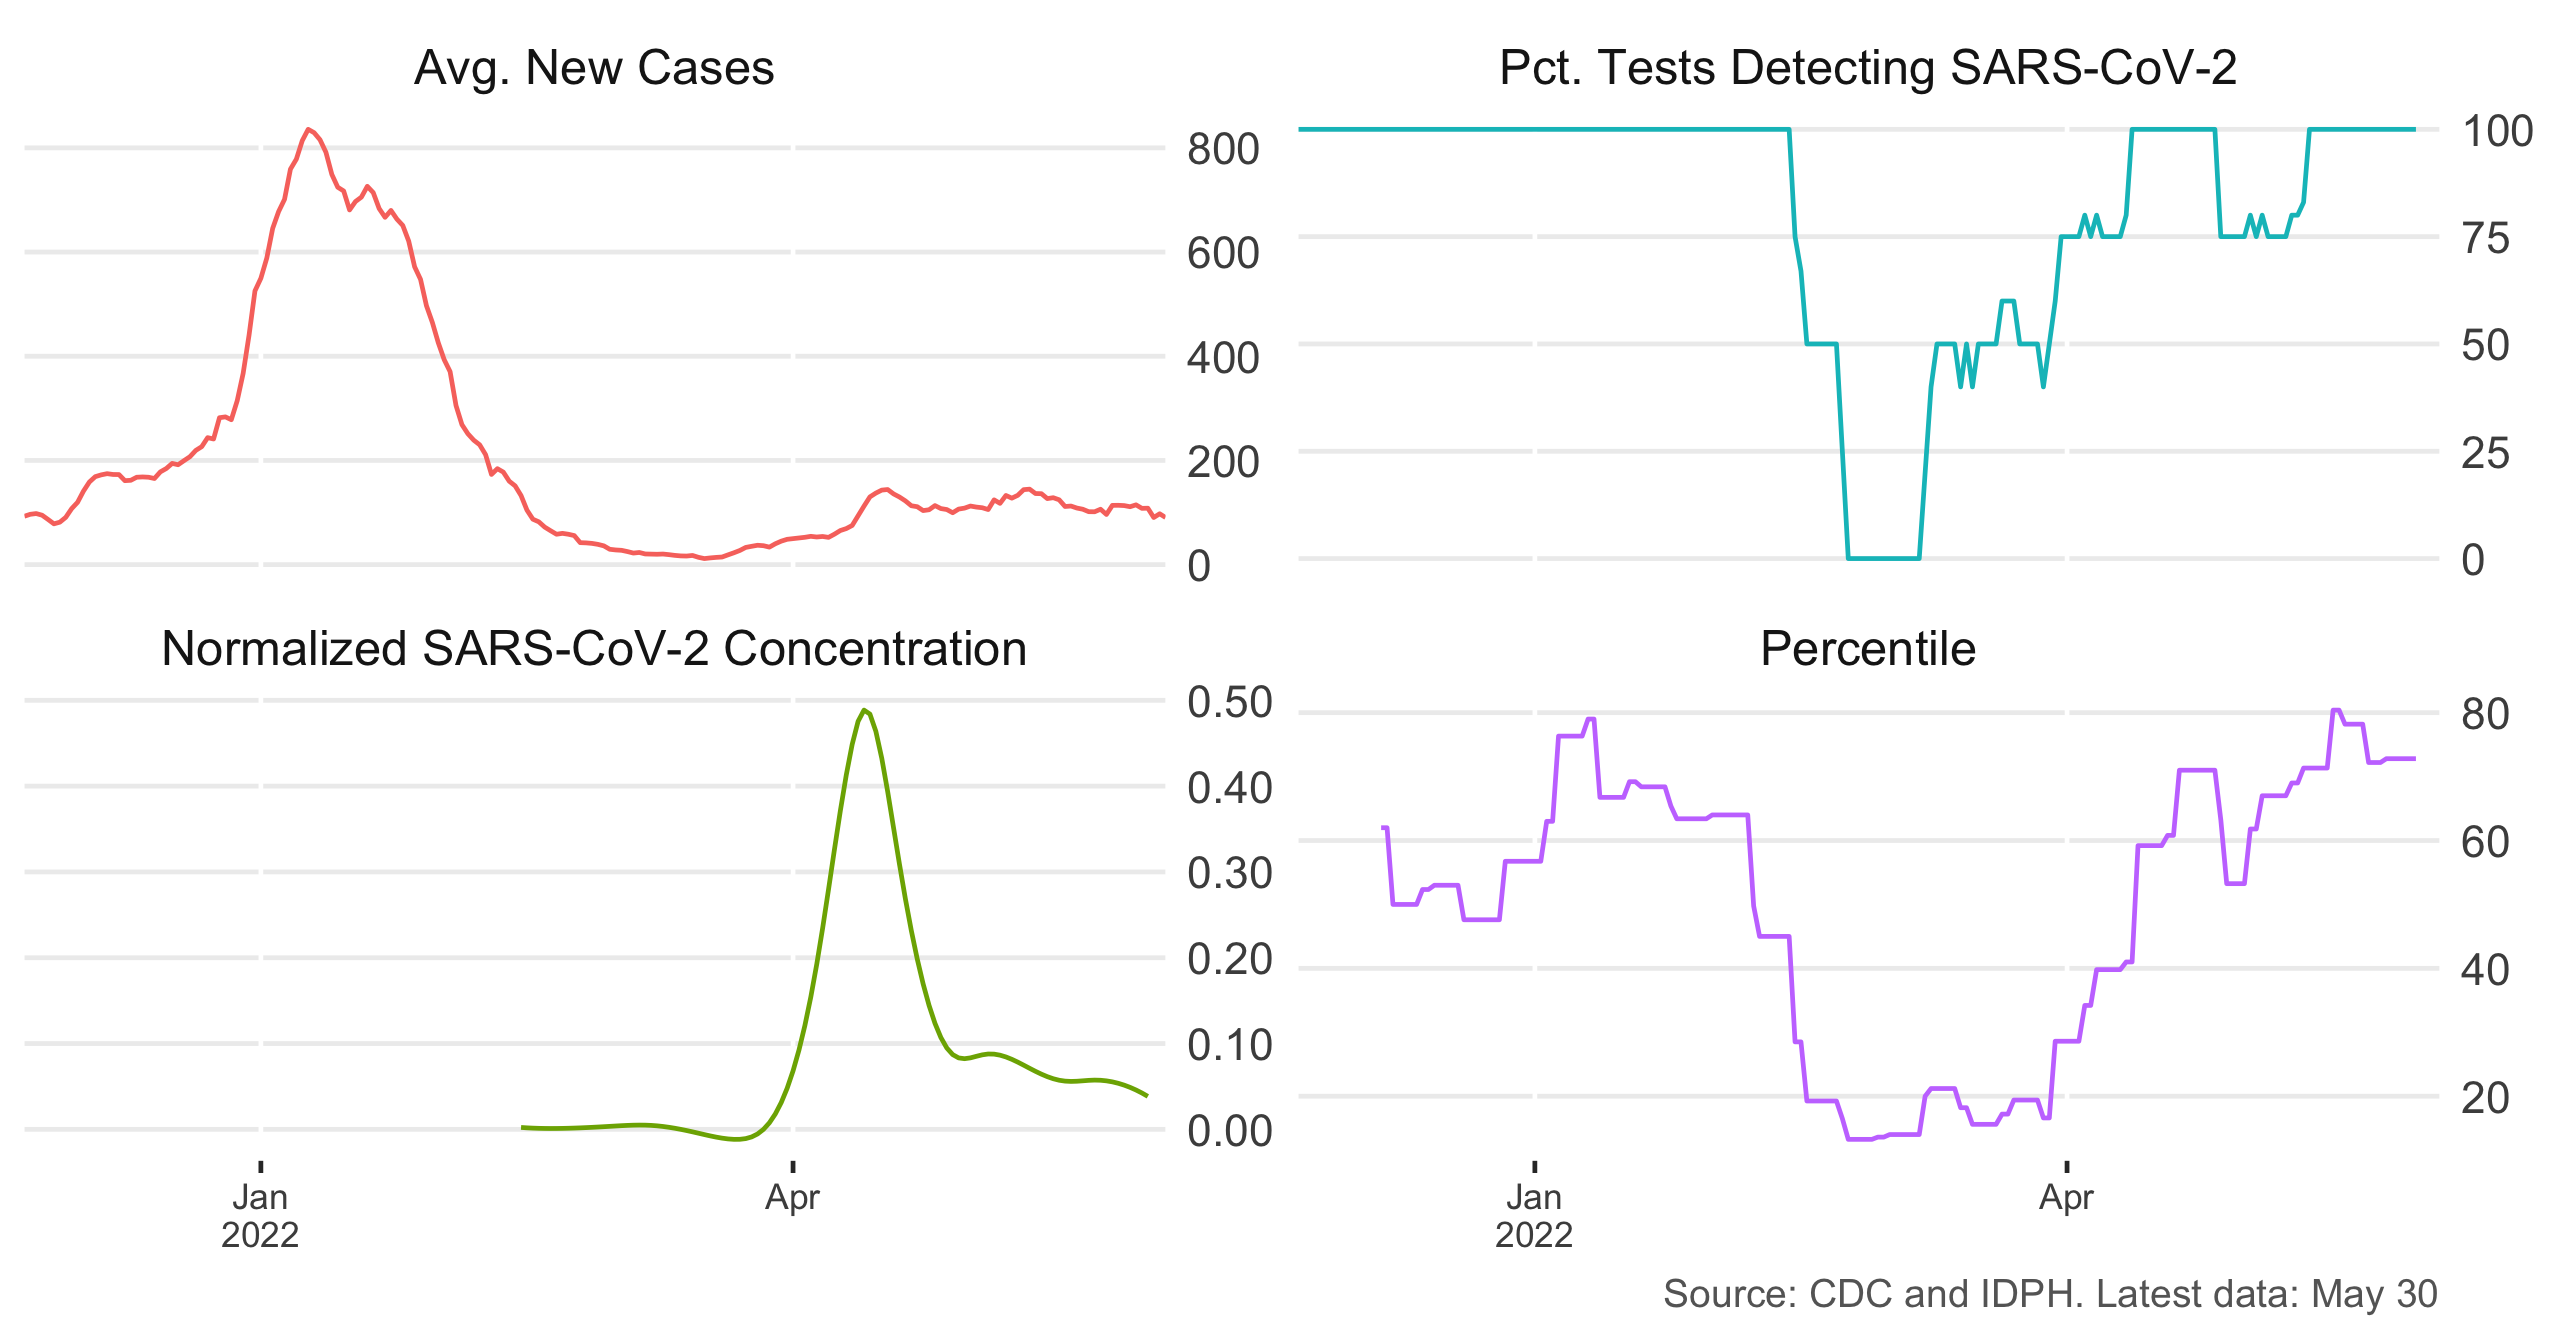 Avg. New Cases
800
600
400
200
0
Pct. Tests Detecting SARS-CoV-2
100
75
50
25
0
Normalized SARS-CoV-2 Concentration
0.50
0.40
0.30
0.20
0.10
0.00
Jan
2022
Apr
Percentile
80
60
40
20
Jan
2022
Apr
Source: CDC and IDPH. Latest data: May 30